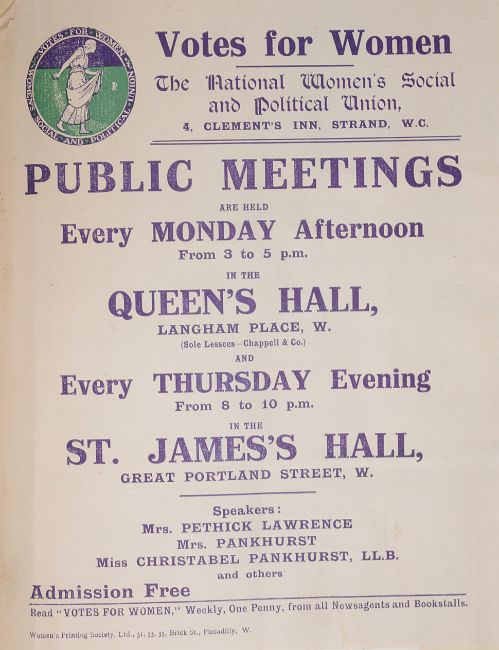 VOTES FOR WOMEN
WOMEN'S SOCIAL AND POLITICAL UNION
Votes for Women
The National Women's Social
and Political Union,
4, CLEMENT'S INN, STRAND, W.C.
PUBLIC MEETINGS
ARE HELD
Every MONDAY Afternoon
From 3 to 5 p.m.
IN THE
QUEEN'S HALL,
LANGHAM PLACE, W.
(Sole Lessees—Chappell & Co.)
AND
Every THURSDAY Evening
From 8 to 10 p.m.
IN THE
ST. JAMES'S HALL,
GREAT PORTLAND STREET, W.
Speakers:
Mrs. PETHICK LAWRENCE
Mrs. PANKHURST
Miss CHRISTABEL PANKHURST, LL.B.
and others
Admission Free
Read "VOTES FOR WOMEN," Weekly, One Penny, from all Newsagents and Bookstalls.
Women's Printing Society, Ltd., 31, 33, 35, Brick St., Piccadilly, W.